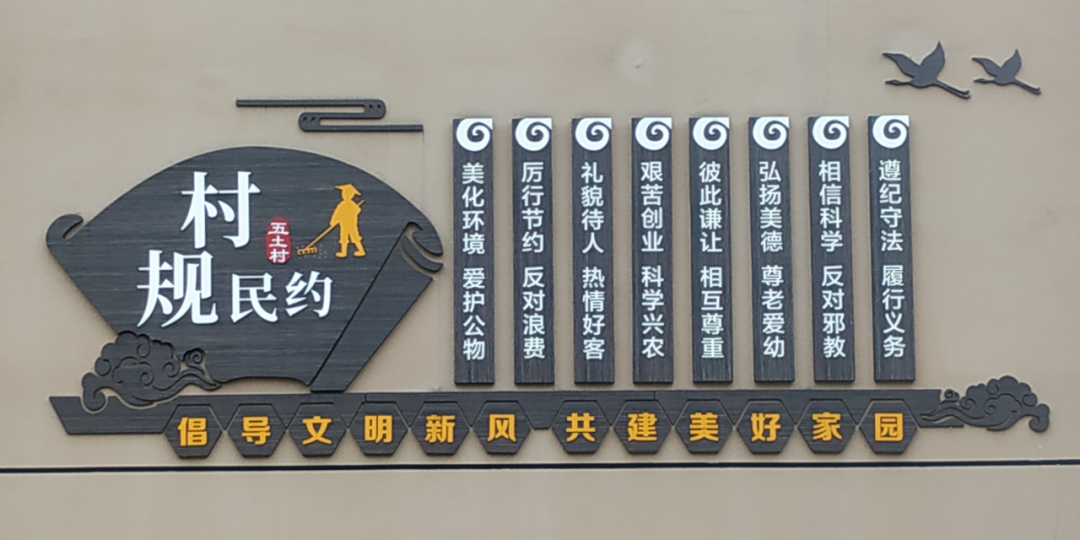 村
规民约
五土村
美化环境 爱护公物
厉行节约 反对浪费
礼貌待人 热情好客
艰苦创业 科学兴农
彼此谦让 相互尊重
弘扬美德 尊老爱幼
相信科学 反对邪教
遵纪守法 履行义务
倡导文明新风 共建美好家园